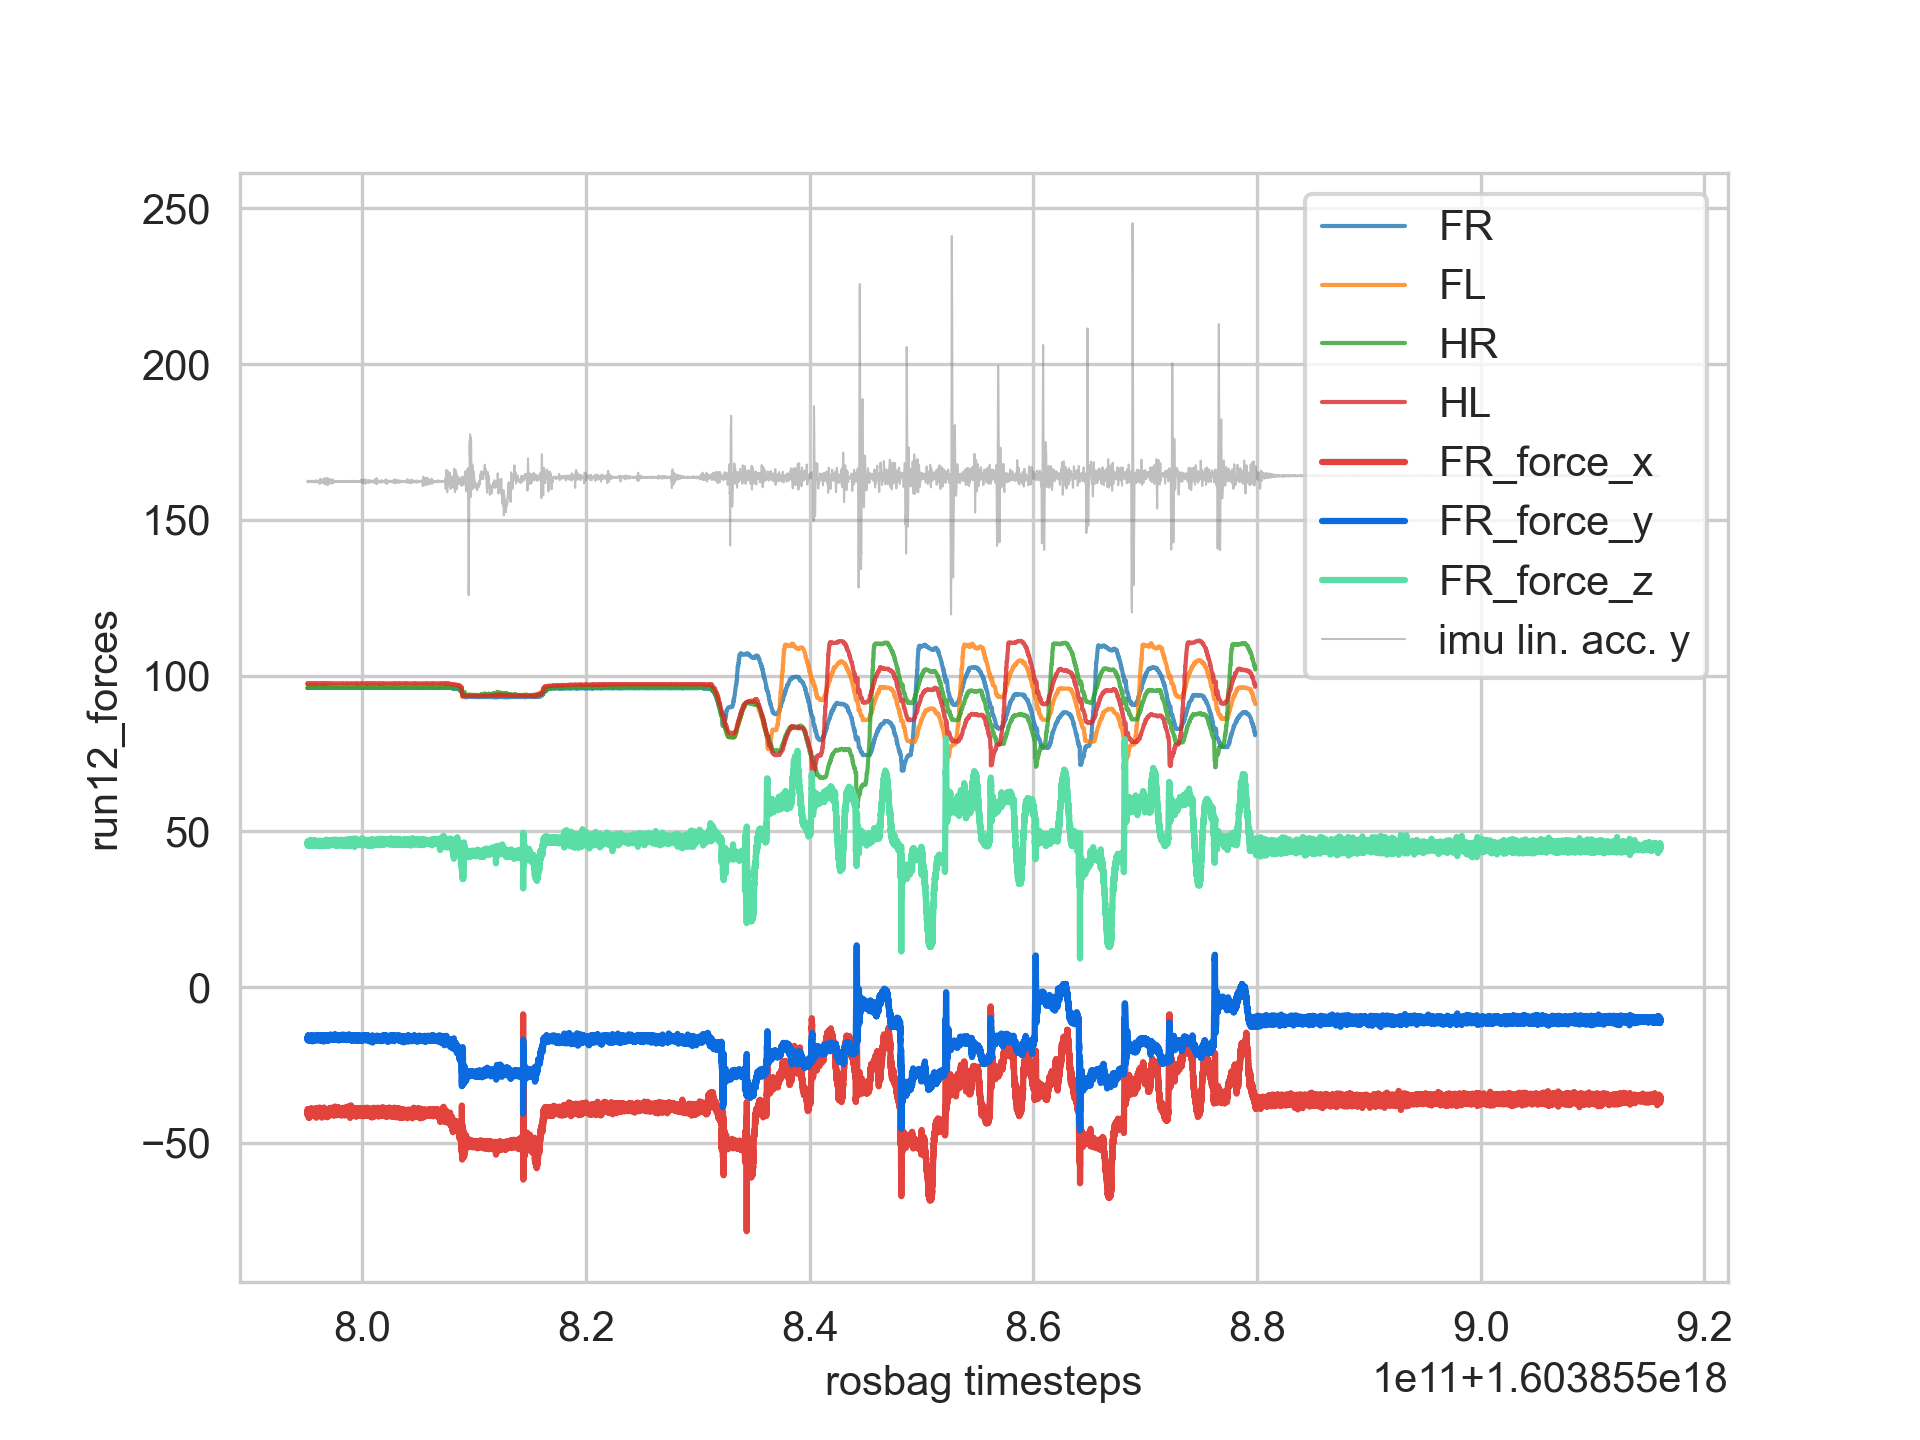 250
200
150
100
50
0
−50
run12_forces
FR
FL
HR
HL
FR_force_x
FR_force_y
FR_force_z
imu lin. acc. y
8.0 8.2 8.4 8.6 8.8 9.0 9.2
rosbag timesteps
1e11+1.603855e18